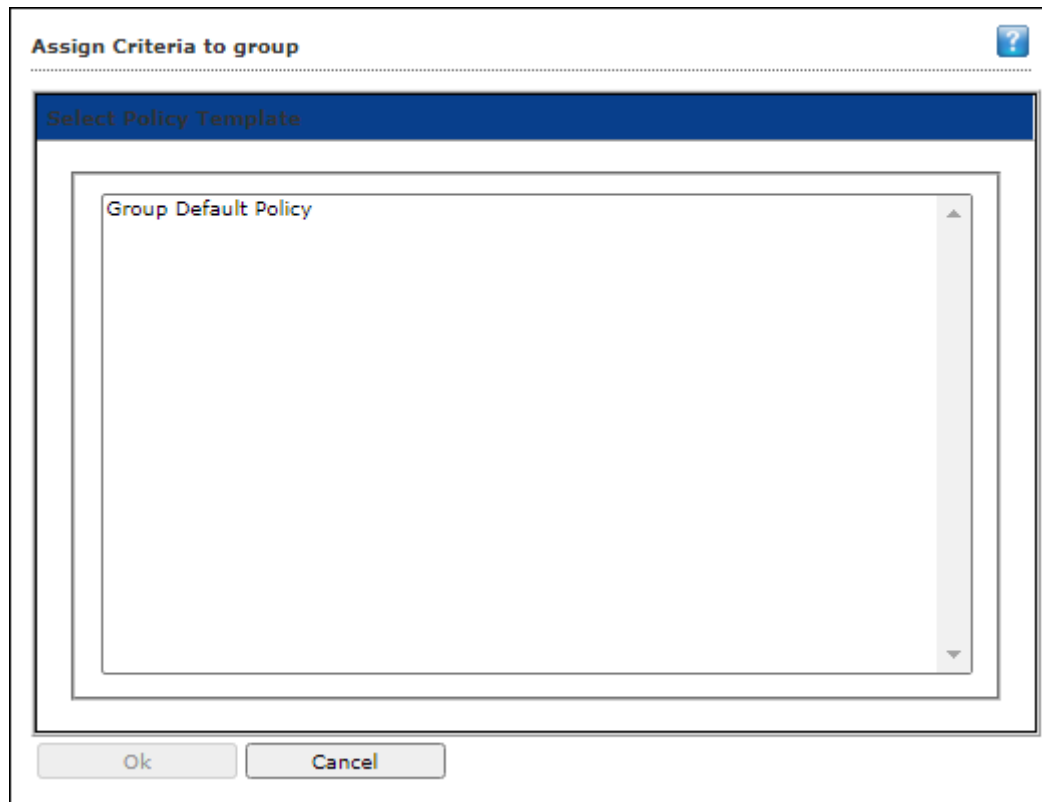 Assign Criteria to group
?
Select Policy Template
Group Default Policy
Ok
Cancel